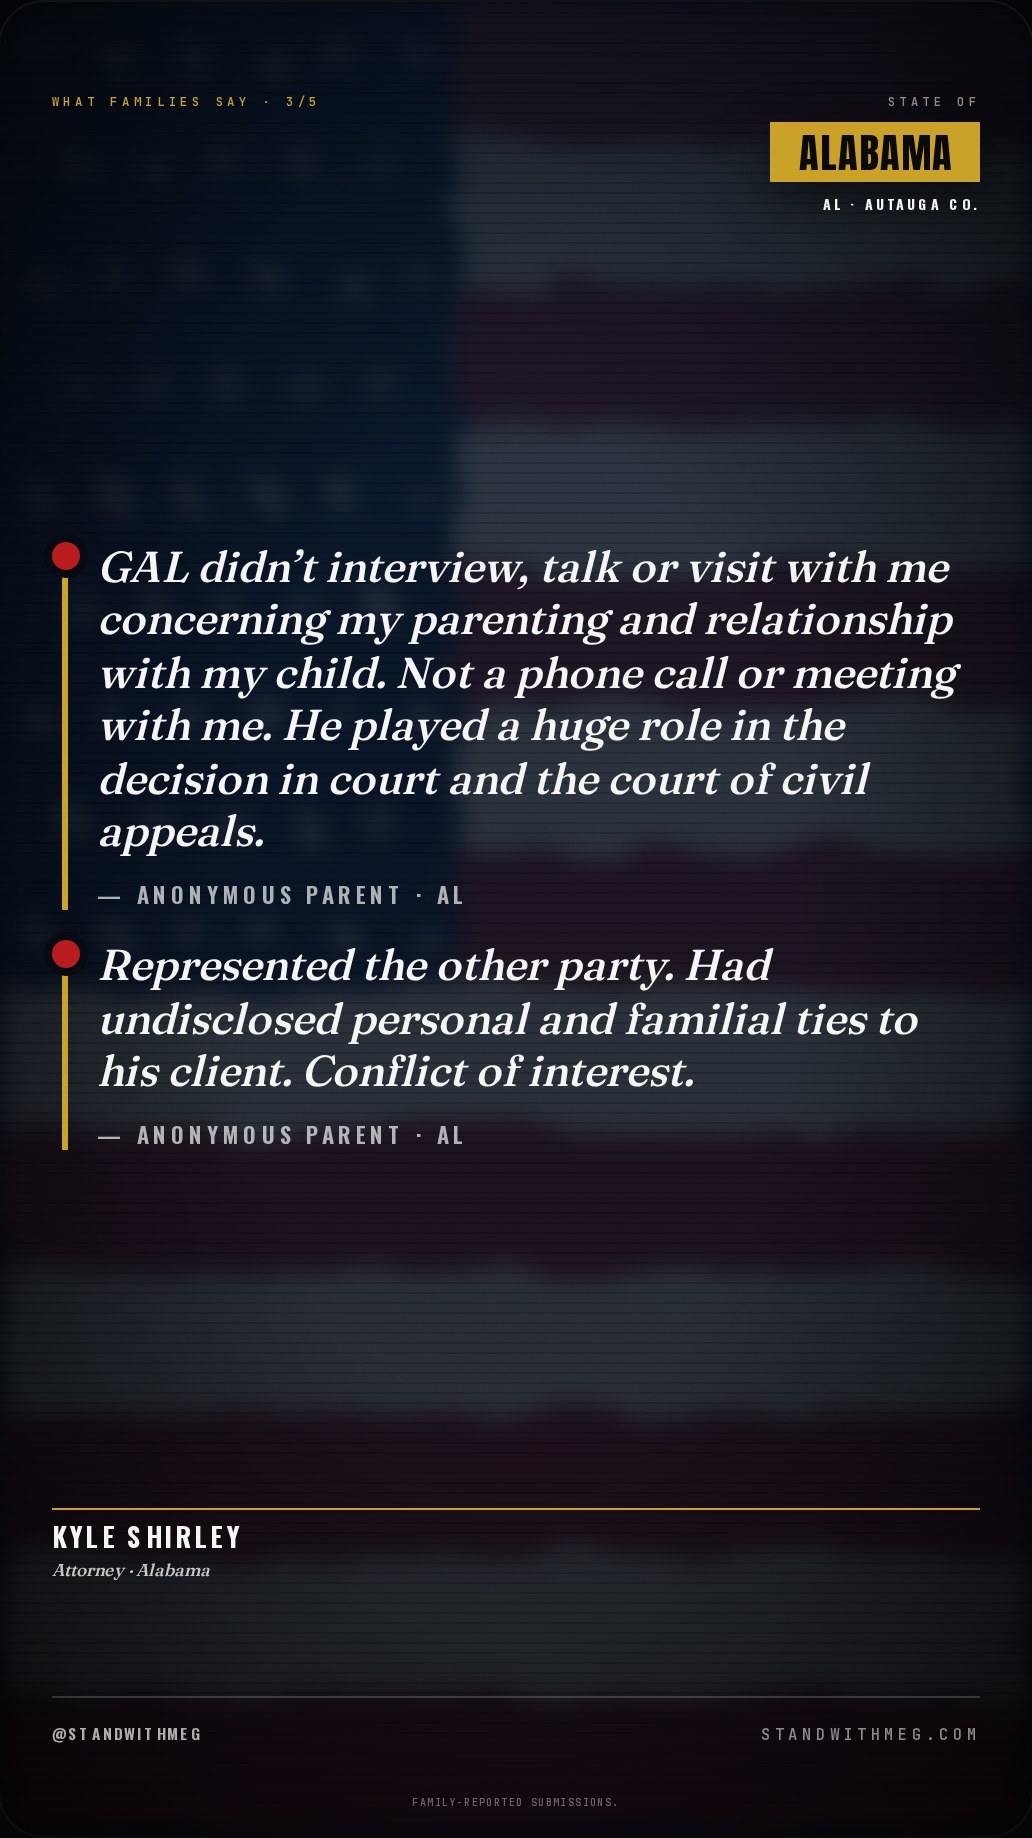 WHAT FAMILIES SAY · 3/5
STATE OF
ALABAMA
AL · AUTAUGA CO.
GAL didn’t interview, talk or visit with me
concerning my parenting and relationship
with my child. Not a phone call or meeting
with me. He played a huge role in the
decision in court and the court of civil
appeals.
— ANONYMOUS PARENT · AL
Represented the other party. Had
undisclosed personal and familial ties to
his client. Conflict of interest.
— ANONYMOUS PARENT · AL
KYLE SHIRLEY
Attorney · Alabama
@STANDWITHMEG
STANDWITHMEG.COM
FAMILY-REPORTED SUBMISSIONS.